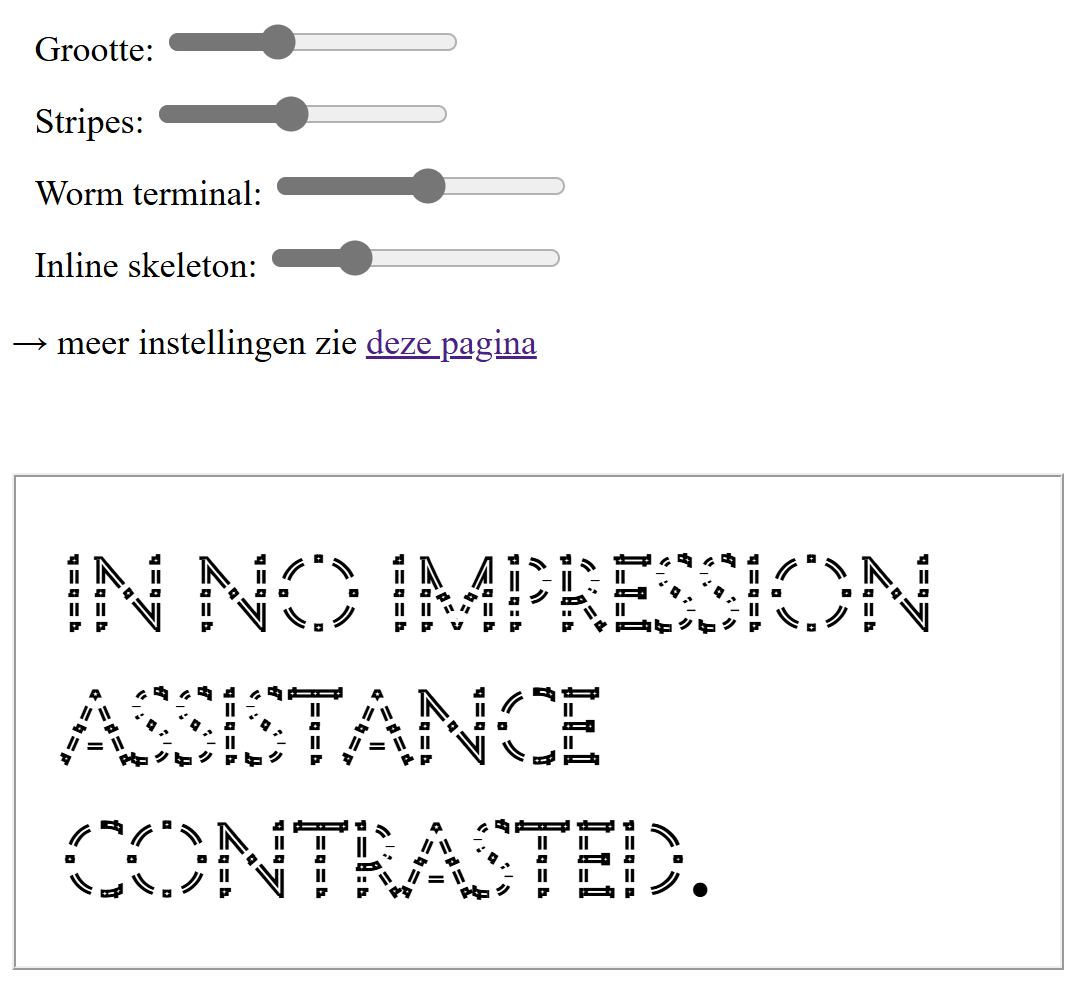 Grootte:
Stripes:
Worm terminal:
Inline skeleton:
→ meer instellingen zie deze pagina
IN NO IMPRESSION
ASSISTANCE
CONTRASTED.